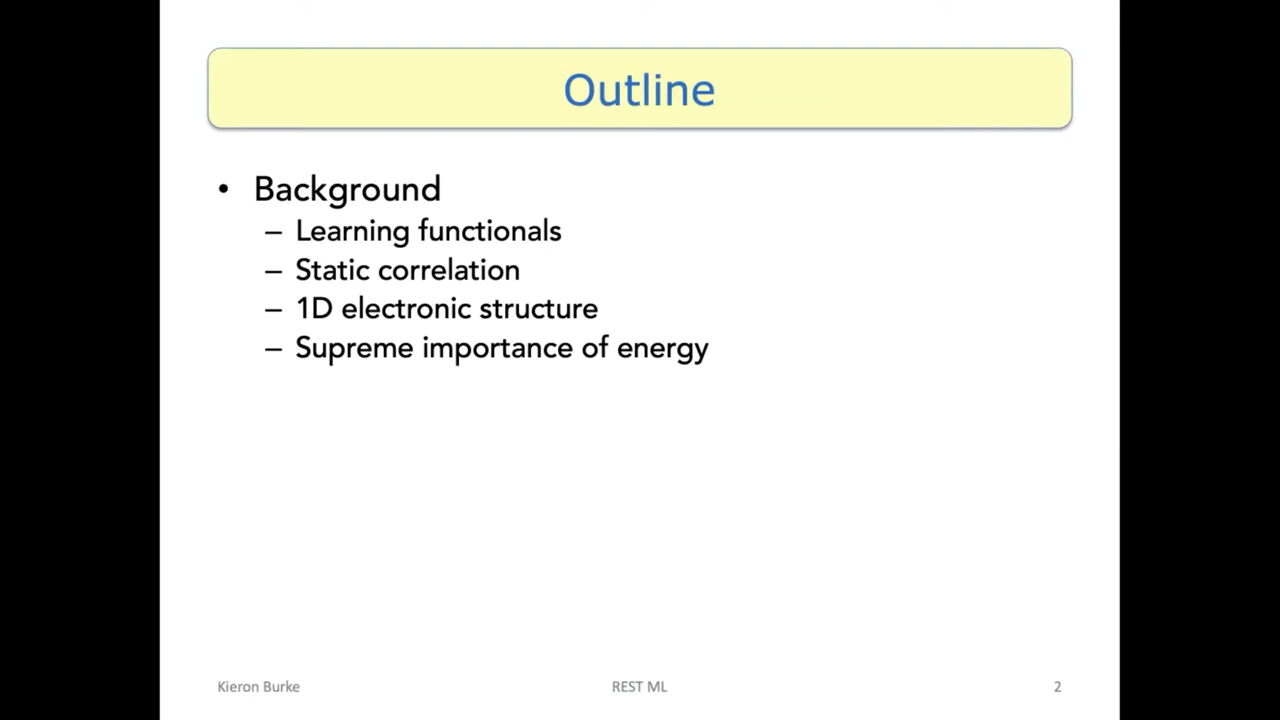 Outline
• Background
– Learning functionals
– Static correlation
– 1D electronic structure
– Supreme importance of energy
Kieron Burke
REST ML
2